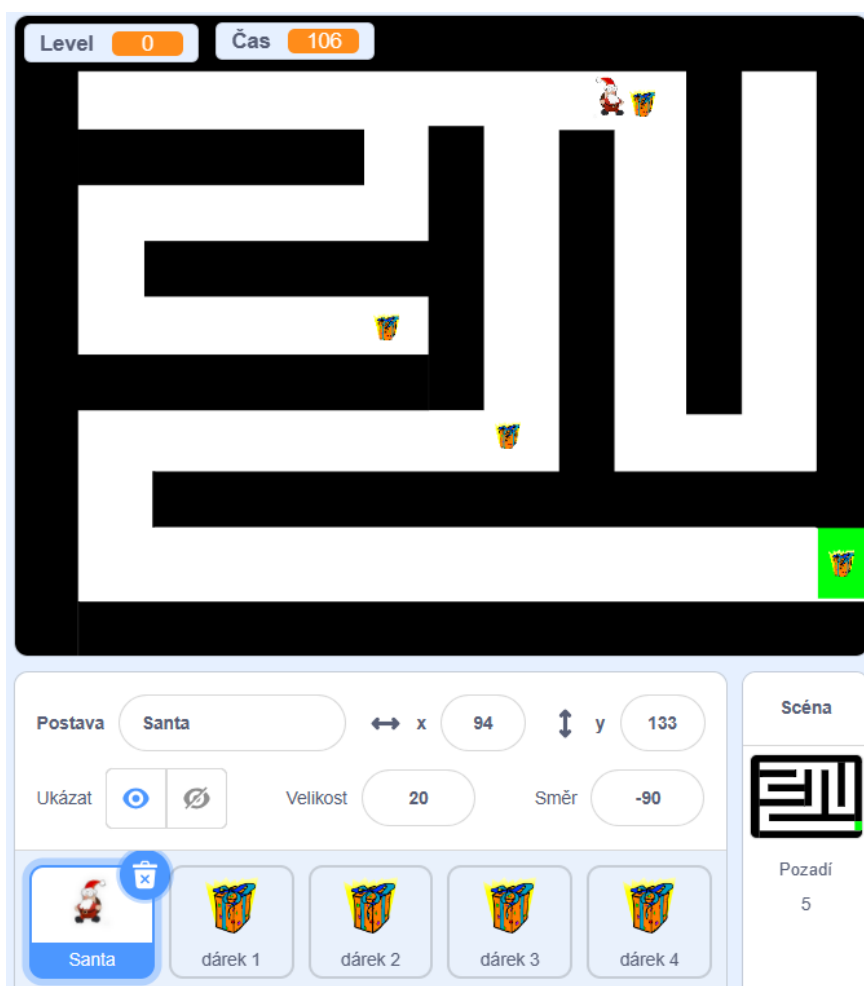 Level 0 Čas 106
Postava Santa x 94 y 133
Scéna
Ukázat Velikost 20 Směr -90
Pozadí
5
Santa dárek 1 dárek 2 dárek 3 dárek 4